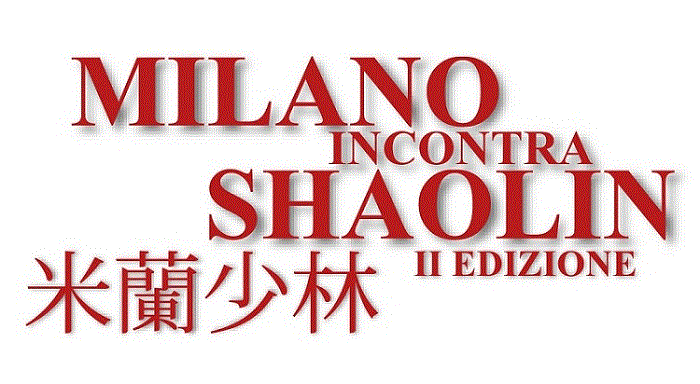 MILANO
INCONTRA
SHAOLIN
II EDIZIONE
米蘭少林